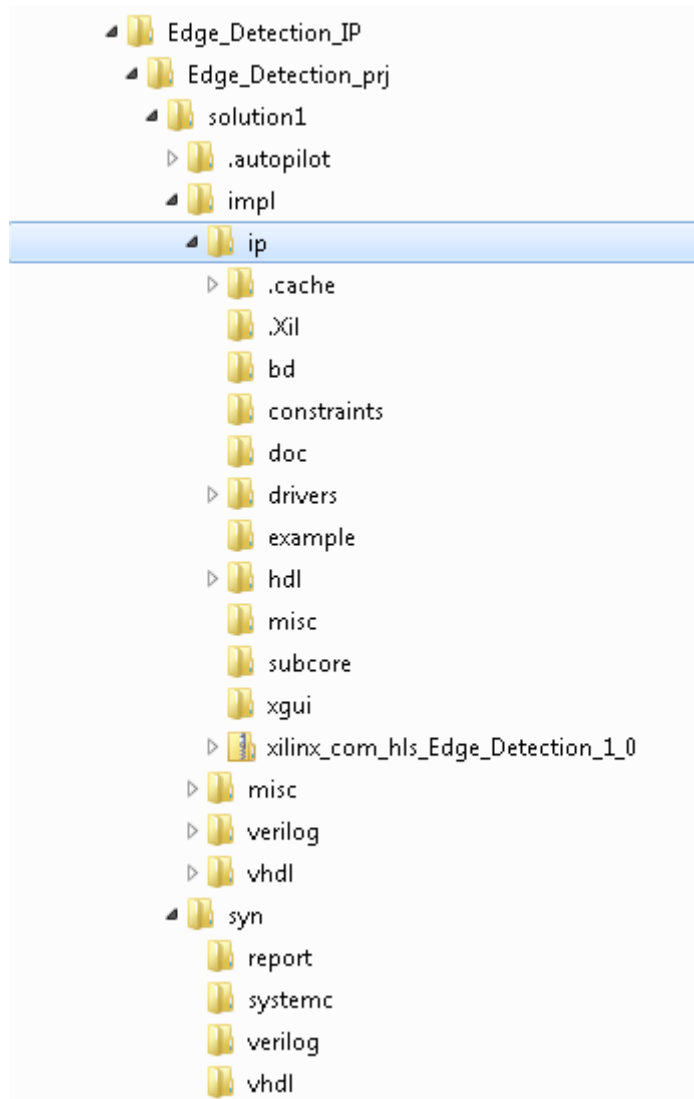 Edge_Detection_IP
Edge_Detection_prj
solution1
.autopilot
impl
ip
.cache
.Xil
bd
constraints
doc
drivers
example
hdl
misc
subcore
xgui
xilinx_com_hls_Edge_Detection_1_0
misc
verilog
vhdl
syn
report
systemc
verilog
vhdl